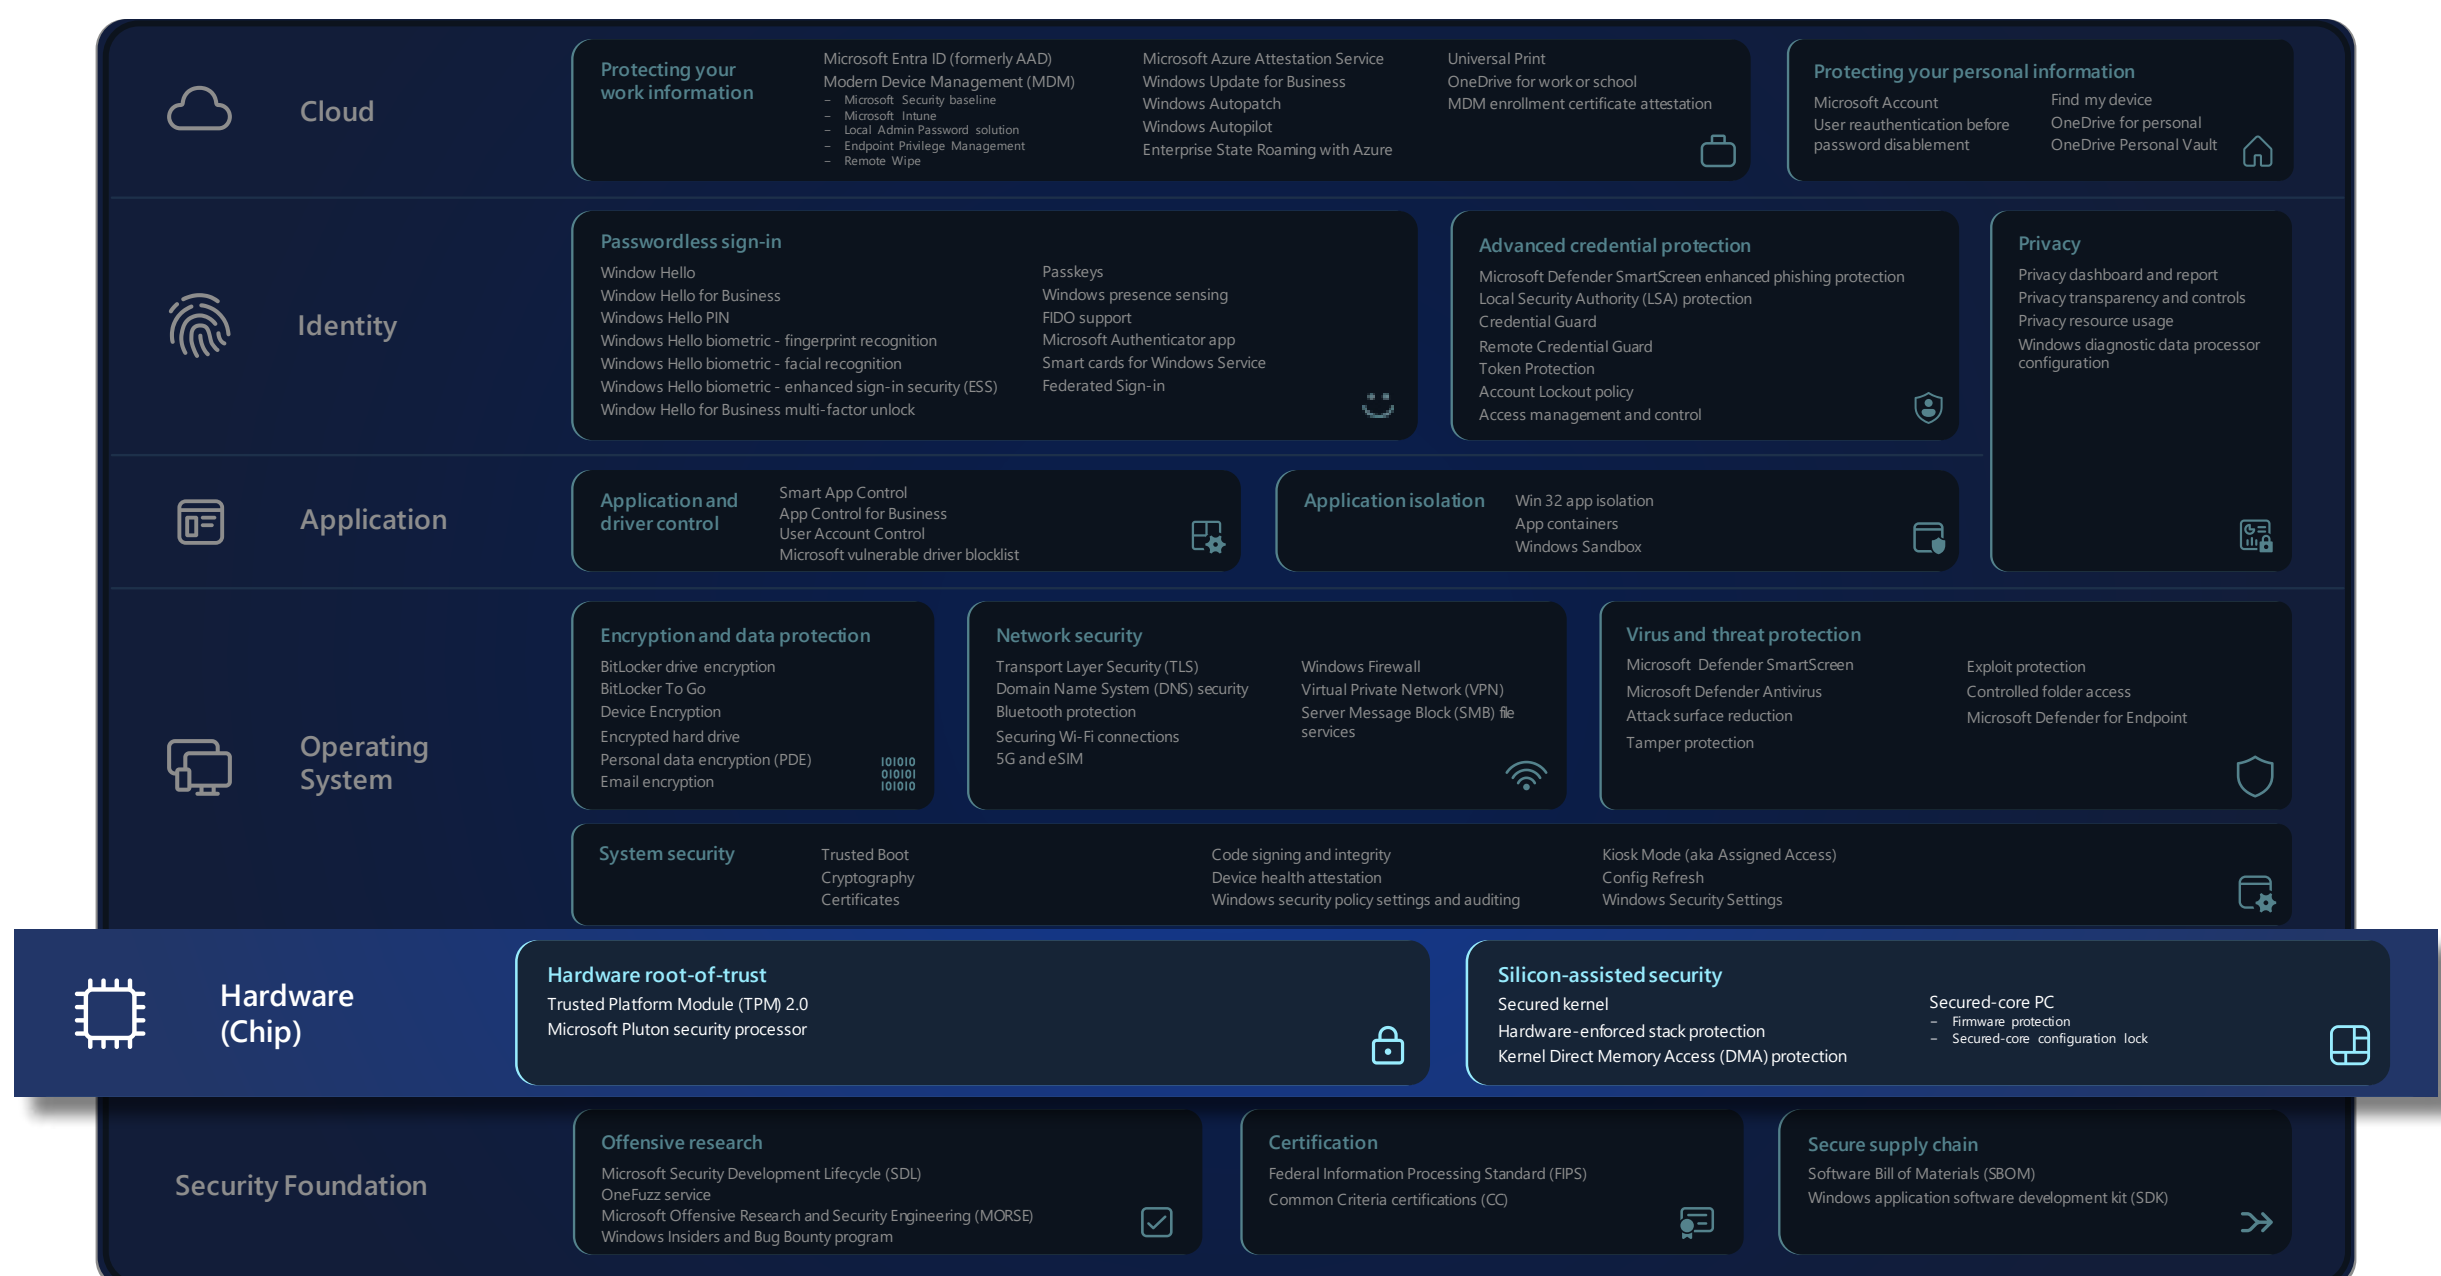 Cloud
Protecting your
work information
Microsoft Entra ID (formerly AAD)
Modern Device Management (MDM)
– Microsoft Security baseline
– Microsoft Intune
– Local Admin Password solution
– Endpoint Privilege Management
– Remote Wipe
Microsoft Azure Attestation Service
Windows Update for Business
Windows Autopatch
Windows Autopilot
Enterprise State Roaming with Azure
Universal Print
OneDrive for work or school
MDM enrollment certificate attestation
Protecting your personal information
Microsoft Account
User reauthentication before
password disablement
Find my device
OneDrive for personal
OneDrive Personal Vault
Identity
Passwordless sign-in
Window Hello
Window Hello for Business
Windows Hello PIN
Windows Hello biometric - fingerprint recognition
Windows Hello biometric - facial recognition
Windows Hello biometric - enhanced sign-in security (ESS)
Window Hello for Business multi-factor unlock
Passkeys
Windows presence sensing
FIDO support
Microsoft Authenticator app
Smart cards for Windows Service
Federated Sign-in
Advanced credential protection
Microsoft Defender SmartScreen enhanced phishing protection
Local Security Authority (LSA) protection
Credential Guard
Remote Credential Guard
Token Protection
Account Lockout policy
Access management and control
Privacy
Privacy dashboard and report
Privacy transparency and controls
Privacy resource usage
Windows diagnostic data processor
configuration
Application
Application and
driver control
Smart App Control
App Control for Business
User Account Control
Microsoft vulnerable driver blocklist
Application isolation
Win 32 app isolation
App containers
Windows Sandbox
Operating
System
Encryption and data protection
BitLocker drive encryption
BitLocker To Go
Device Encryption
Encrypted hard drive
Personal data encryption (PDE)
Email encryption
101010
010101
101010
Network security
Transport Layer Security (TLS)
Domain Name System (DNS) security
Bluetooth protection
Securing Wi-Fi connections
5G and eSIM
Windows Firewall
Virtual Private Network (VPN)
Server Message Block (SMB) file
services
Virus and threat protection
Microsoft Defender SmartScreen
Microsoft Defender Antivirus
Attack surface reduction
Tamper protection
Exploit protection
Controlled folder access
Microsoft Defender for Endpoint
System security
Trusted Boot
Cryptography
Certificates
Code signing and integrity
Device health attestation
Windows security policy settings and auditing
Kiosk Mode (aka Assigned Access)
Config Refresh
Windows Security Settings
Hardware
(Chip)
Hardware root-of-trust
Trusted Platform Module (TPM) 2.0
Microsoft Pluton security processor
Silicon-assisted security
Secured kernel
Hardware-enforced stack protection
Kernel Direct Memory Access (DMA) protection
Secured-core PC
– Firmware protection
– Secured-core configuration lock
Security Foundation
Offensive research
Microsoft Security Development Lifecycle (SDL)
OneFuzz service
Microsoft Offensive Research and Security Engineering (MORSE)
Windows Insiders and Bug Bounty program
Certification
Federal Information Processing Standard (FIPS)
Common Criteria certifications (CC)
Secure supply chain
Software Bill of Materials (SBOM)
Windows application software development kit (SDK)